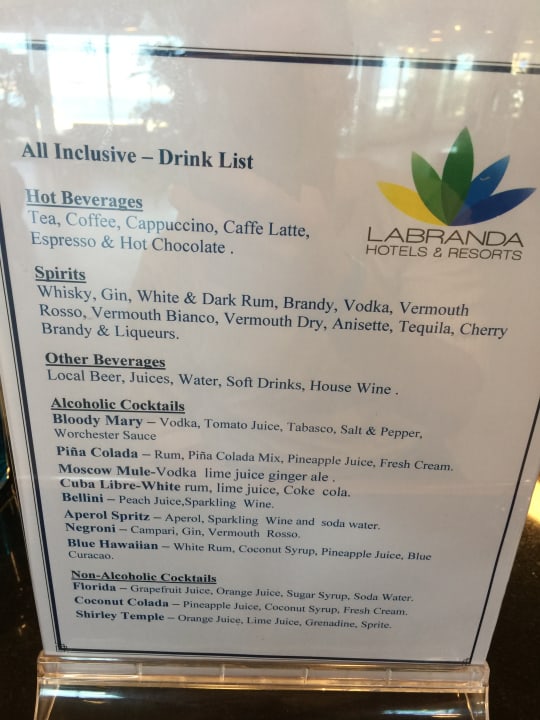 All Inclusive – Drink List
LABRANDA
HOTELS & RESORTS
Hot Beverages
Tea, Coffee, Cappuccino, Caffe Latte,
Espresso & Hot Chocolate .
Spirits
Whisky, Gin, White & Dark Rum, Brandy, Vodka, Vermouth
Rosso, Vermouth Bianco, Vermouth Dry, Anisette, Tequila, Cherry
Brandy & Liqueurs.
Other Beverages
Local Beer, Juices, Water, Soft Drinks, House Wine .
Alcoholic Cocktails
Bloody Mary – Vodka, Tomato Juice, Tabasco, Salt & Pepper,
Worchester Sauce
Piña Colada – Rum, Piña Colada Mix, Pineapple Juice, Fresh Cream.
Moscow Mule-Vodka lime juice ginger ale .
Cuba Libre-White rum, lime juice, Coke cola.
Bellini – Peach Juice,Sparkling Wine.
Aperol Spritz – Aperol, Sparkling Wine and soda water.
Negroni – Campari, Gin, Vermouth Rosso.
Blue Hawaiian – White Rum, Coconut Syrup, Pineapple Juice, Blue
Curacao.
Non-Alcoholic Cocktails
Florida – Grapefruit Juice, Orange Juice, Sugar Syrup, Soda Water.
Coconut Colada – Pineapple Juice, Coconut Syrup, Fresh Cream.
Shirley Temple – Orange Juice, Lime Juice, Grenadine, Sprite.